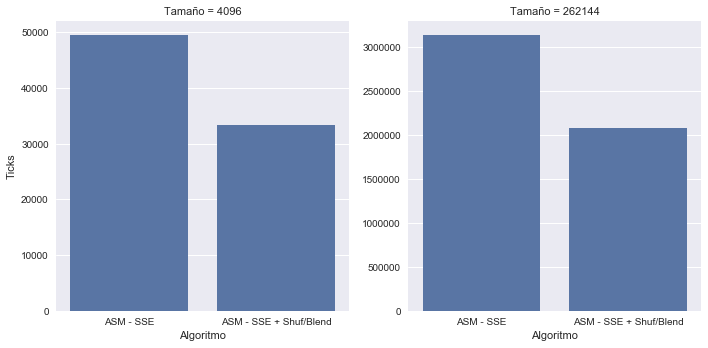 Tamaño = 4096
50000
40000
30000
20000
10000
0
Ticks
ASM - SSE
ASM - SSE + Shuf/Blend
Algoritmo
Tamaño = 262144
3000000
2500000
2000000
1500000
1000000
500000
0
ASM - SSE
ASM - SSE + Shuf/Blend
Algoritmo